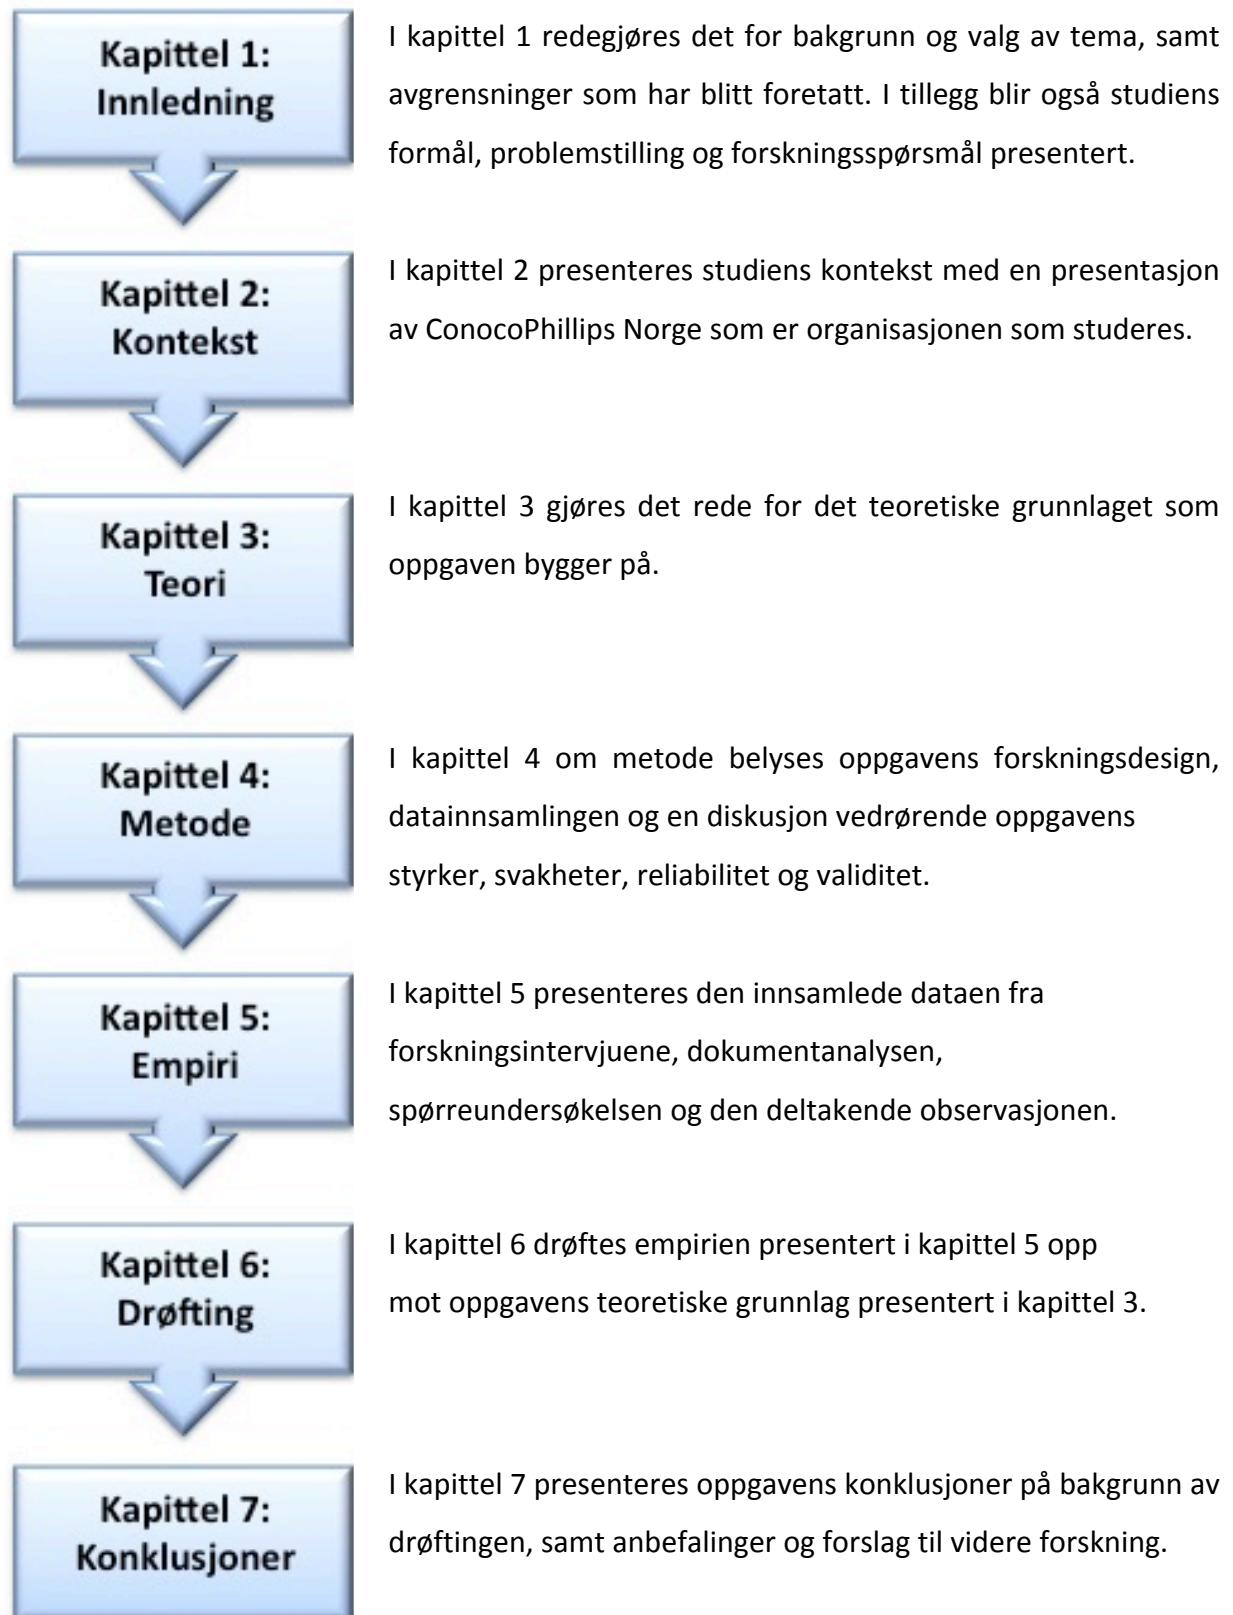 Kapittel 1:
Innledning
I kapittel 1 redegjøres det for bakgrunn og valg av tema, samt
avgrensninger som har blitt foretatt. I tillegg blir også studiens
formål, problemstilling og forskningsspørsmål presentert.
Kapittel 2:
Kontekst
I kapittel 2 presenteres studiens kontekst med en presentasjon
av ConocoPhillips Norge som er organisasjonen som studeres.
Kapittel 3:
Teori
I kapittel 3 gjøres det rede for det teoretiske grunnlaget som
oppgaven bygger på.
Kapittel 4:
Metode
I kapittel 4 om metode belyses oppgavens forskningsdesign,
datainnsamlingen og en diskusjon vedrørende oppgavens
styrker, svakheter, reliabilitet og validitet.
Kapittel 5:
Empiri
I kapittel 5 presenteres den innsamlede dataen fra
forskningsintervjuene, dokumentanalysen,
spørreundersøkelsen og den deltakende observasjonen.
Kapittel 6:
Drøfting
I kapittel 6 drøftes empirien presentert i kapittel 5 opp
mot oppgavens teoretiske grunnlag presentert i kapittel 3.
Kapittel 7:
Konklusjoner
I kapittel 7 presenteres oppgavens konklusjoner på bakgrunn av
drøftingen, samt anbefalinger og forslag til videre forskning.